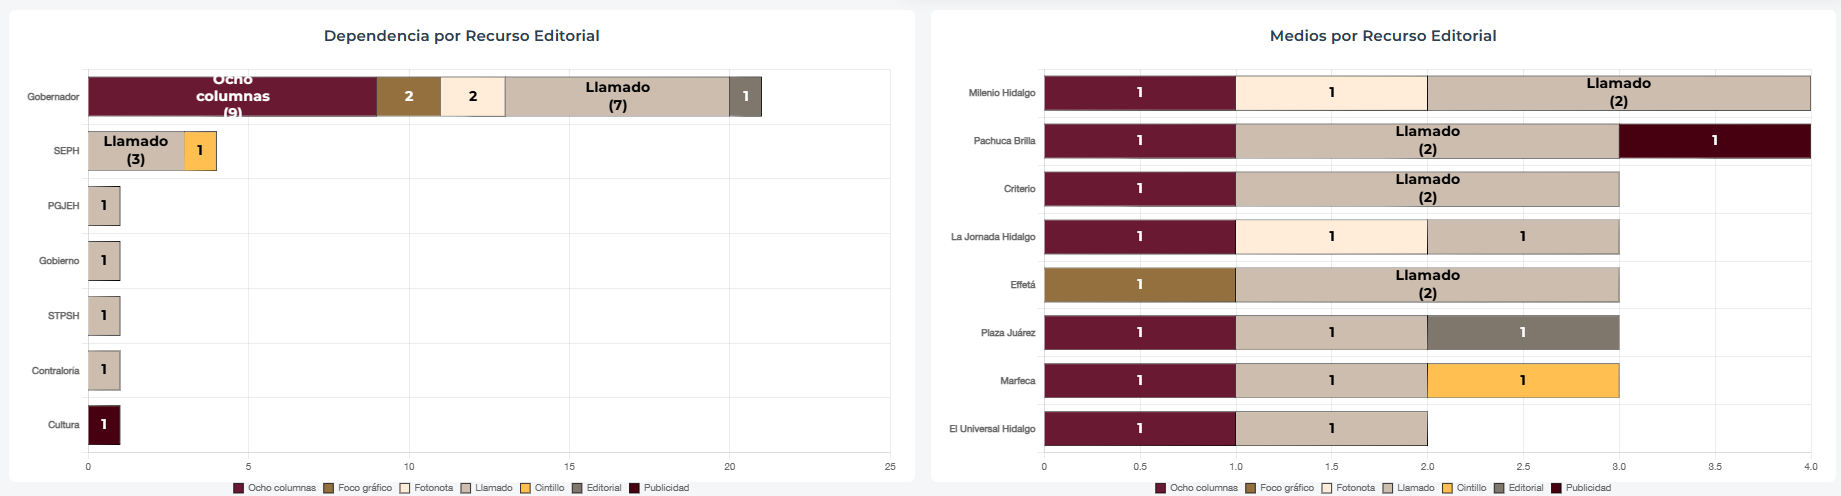 Dependencia por Recurso Editorial
Gobernador
Ocho
columnas
(9)
2
2
Llamado
(7)
1
SEPH
Llamado
(3)
1
PGJEH
1
Gobierno
1
STPSH
1
Contraloría
1
Cultura
1
0 5 10 15 20 25
Ocho columnas Foco gráfico Fotonota Llamado Cintillo Editorial Publicidad
Medios por Recurso Editorial
Milenio Hidalgo
1
1
Llamado
(2)
Pachuca Brilla
1
Llamado
(2)
1
Criterio
1
Llamado
(2)
La Jornada Hidalgo
1
1
1
Effetá
1
Llamado
(2)
Plaza Juárez
1
1
1
Marfeca
1
1
1
El Universal Hidalgo
1
1
0 0.5 1.0 1.5 2.0 2.5 3.0 3.5 4.0
Ocho columnas Foco gráfico Fotonota Llamado Cintillo Editorial Publicidad